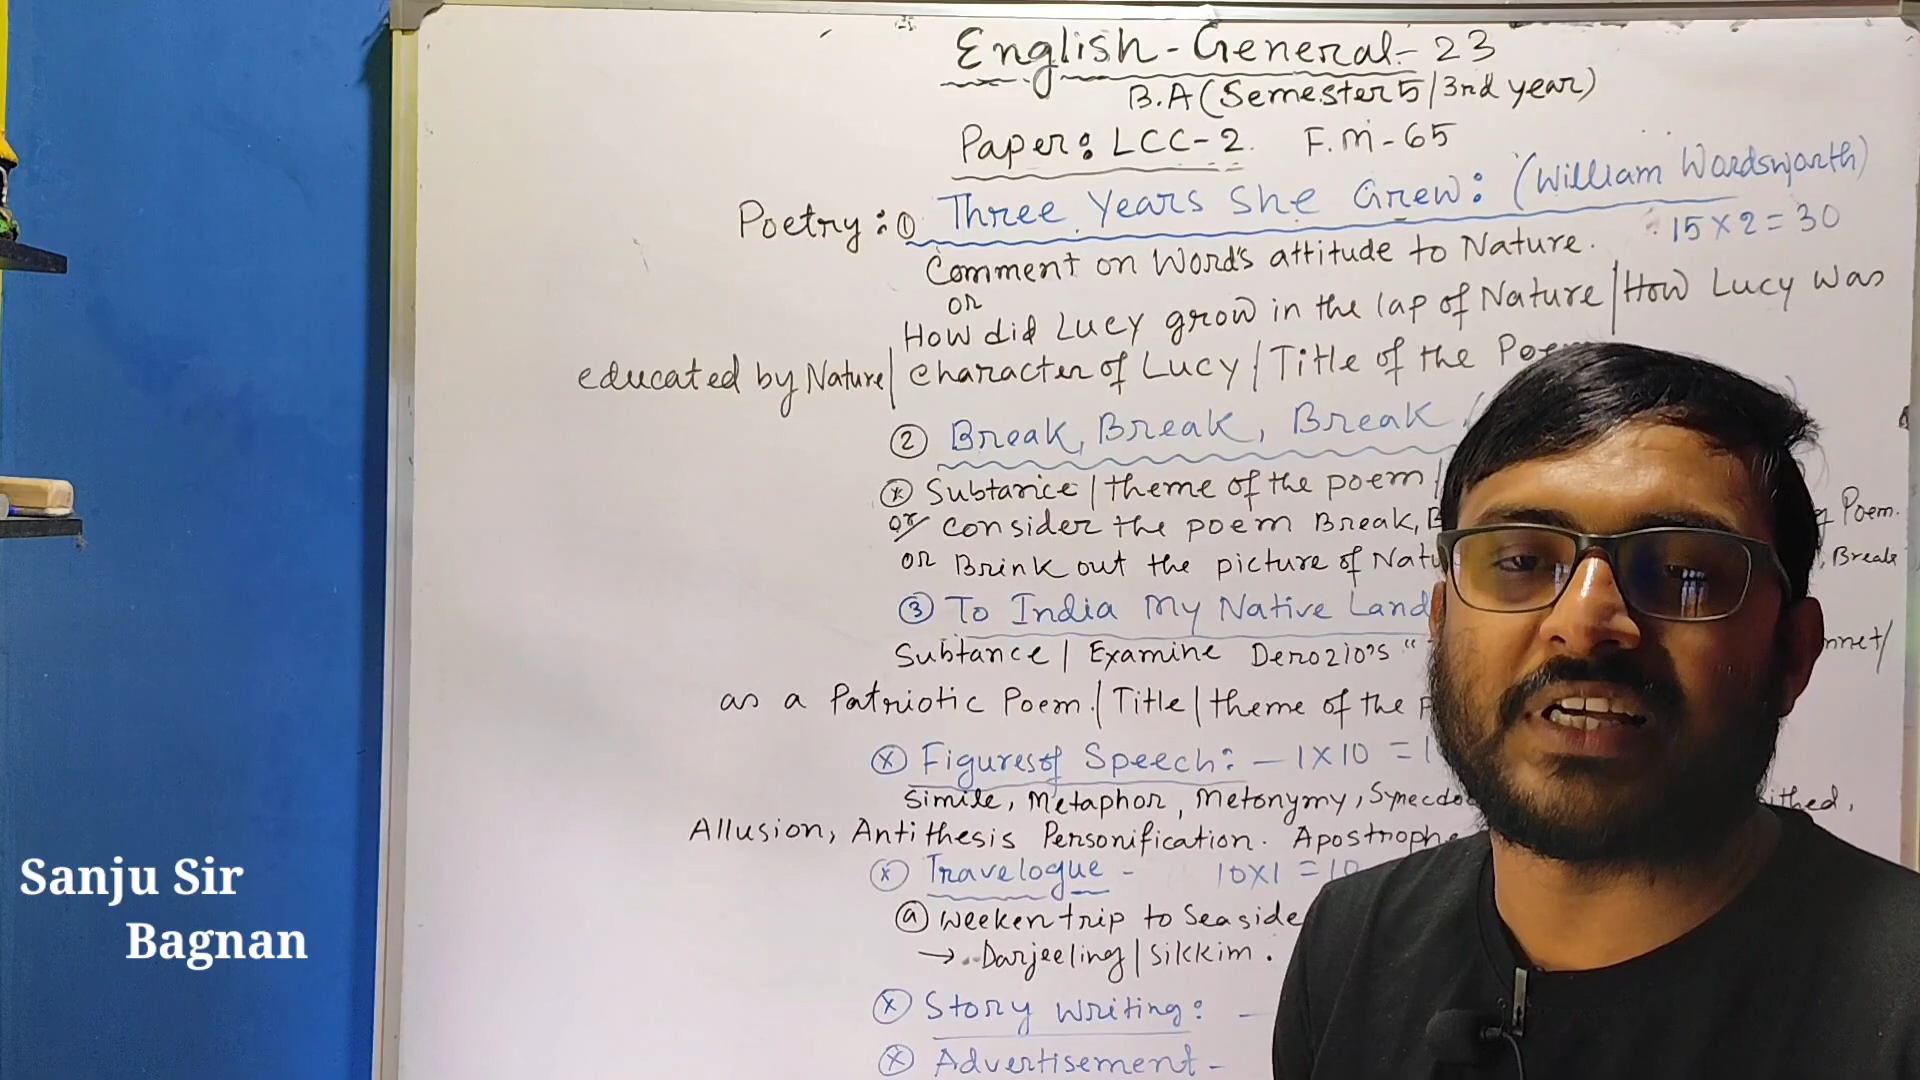 English-General-23
B.A (Semester 5/3rd year)
Paper: LCC-2. F.M-65
Poetry: ① Three Years She Grew: (William Wordsworth)
15 X 2 = 30
Comment on Word's attitude to Nature.
or
How did Lucy grow in the lap of Nature | How Lucy was
educated by Nature | character of Lucy | Title of the
② Break, Break, Break
Subtance | theme of the poem |
or consider the poem Break, Poem.
or Brink out the picture of Break
③ To India My Native Land
Subtance | Examine Derozio's "
as a Patriotic Poem. | Title | theme of the
Figures of Speech: - 1 X 10 =
Simile, Metaphor, Metonymy,
Allusion, Antithesis Personification.
Travelogue - 10 X 1 = 10
ⓐ Weeken trip to Seaside
→ Darjeeling | Sikkim.
Story Writing: -
Advertisement -
Sanju Sir
Bagnan